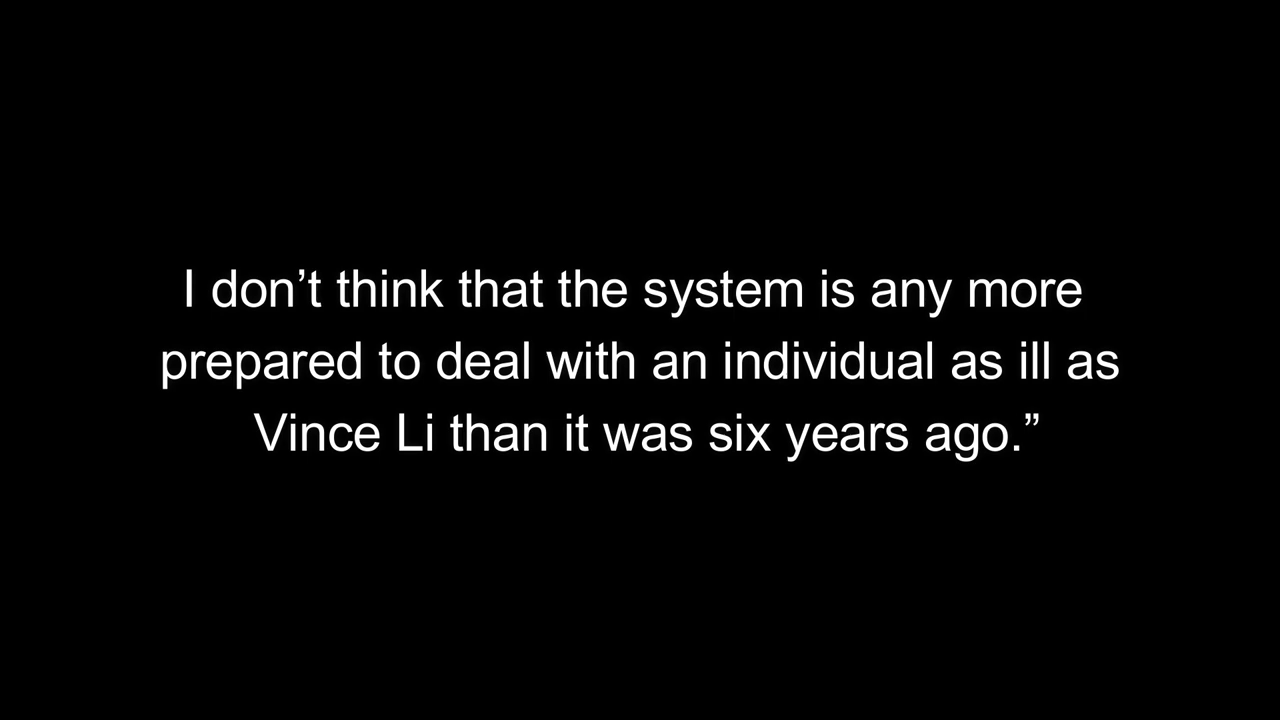 I don’t think that the system is any more
prepared to deal with an individual as ill as
Vince Li than it was six years ago.”